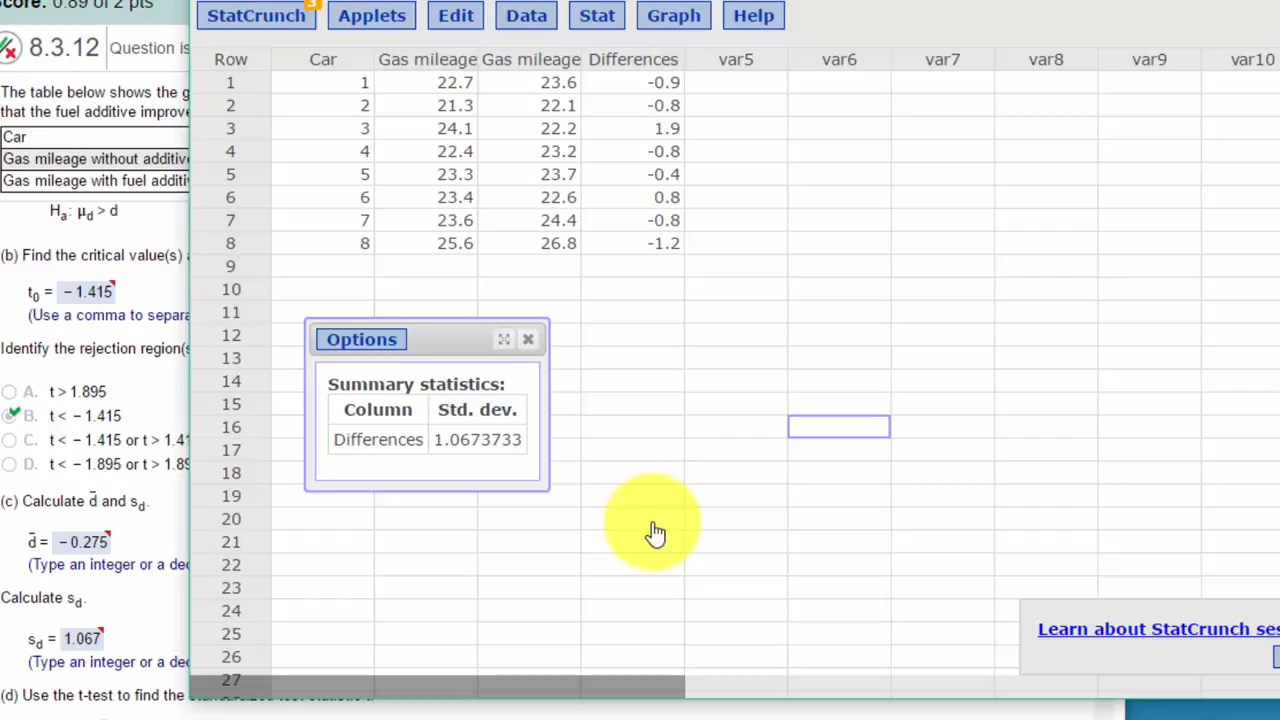 Score: 0.89 of 2 pts
8.3.12 Question is
The table below shows the g
that the fuel additive improve
Car
Gas mileage without additive
Gas mileage with fuel additi
Ha: μd > d
(b) Find the critical value(s) a
t0 = − 1.415
(Use a comma to separa
Identify the rejection region(s
A. t > 1.895
B. t < − 1.415
C. t < − 1.415 or t > 1.41
D. t < − 1.895 or t > 1.89
(c) Calculate d̄ and sd.
d̄ = − 0.275
(Type an integer or a dec
Calculate sd.
sd = 1.067
(Type an integer or a dec
(d) Use the t-test to find the standardized test statistic t.
StatCrunch 3 Applets Edit Data Stat Graph Help
Row Car Gas mileage Gas mileage Differences var5 var6 var7 var8 var9 var10
1 1 22.7 23.6 -0.9
2 2 21.3 22.1 -0.8
3 3 24.1 22.2 1.9
4 4 22.4 23.2 -0.8
5 5 23.3 23.7 -0.4
6 6 23.4 22.6 0.8
7 7 23.6 24.4 -0.8
8 8 25.6 26.8 -1.2
9
10
11
12
13
14
15
16
17
18
19
20
21
22
23
24
25
26
27
Options
Summary statistics:
Column Std. dev.
Differences 1.0673733
Learn about StatCrunch ses